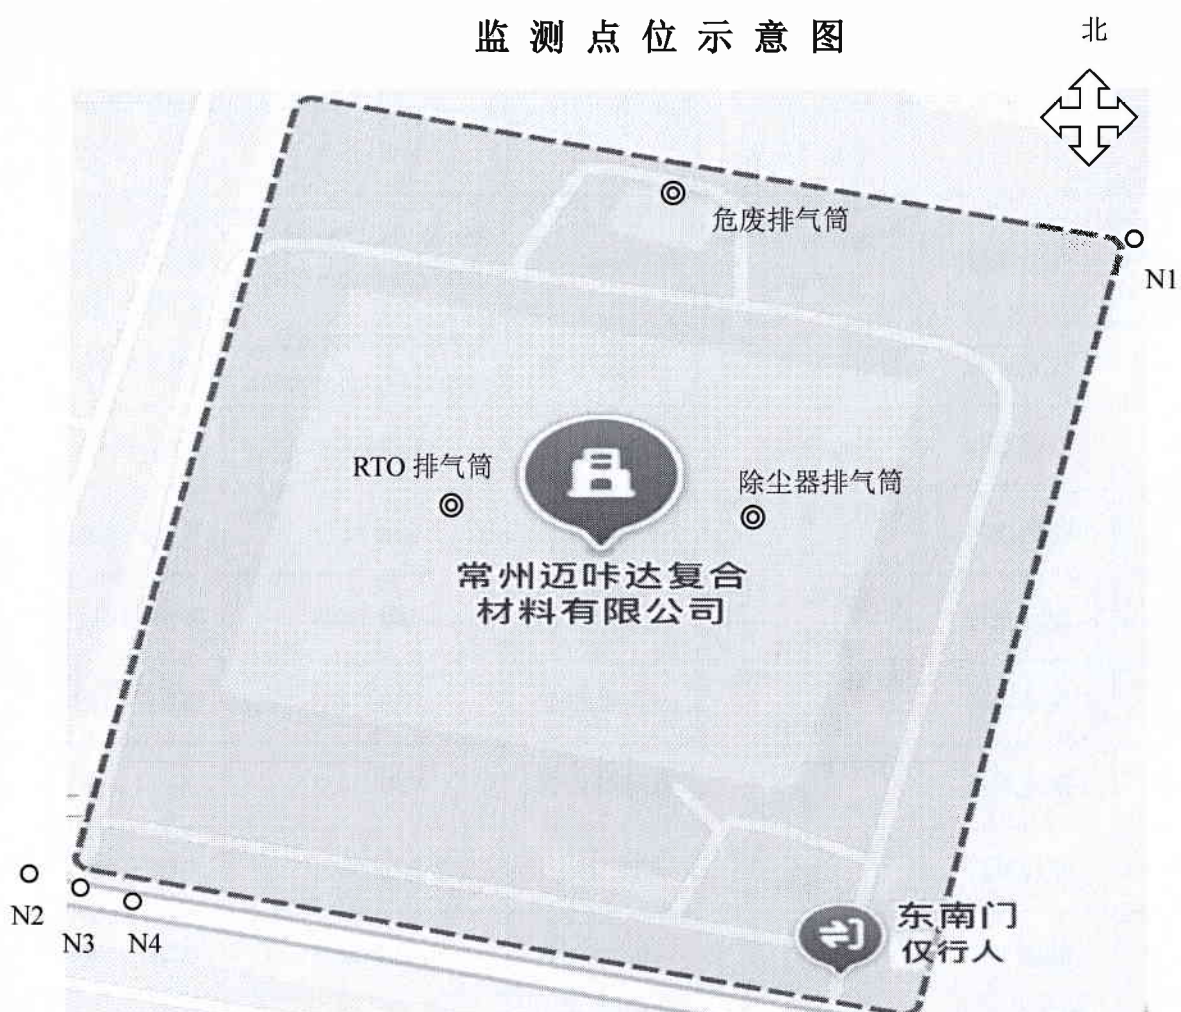 监测点位示意图
北
危废排气筒
N1
RTO 排气筒
除尘器排气筒
常州迈咔达复合
材料有限公司
N2
N3
N4
东南门
仅行人